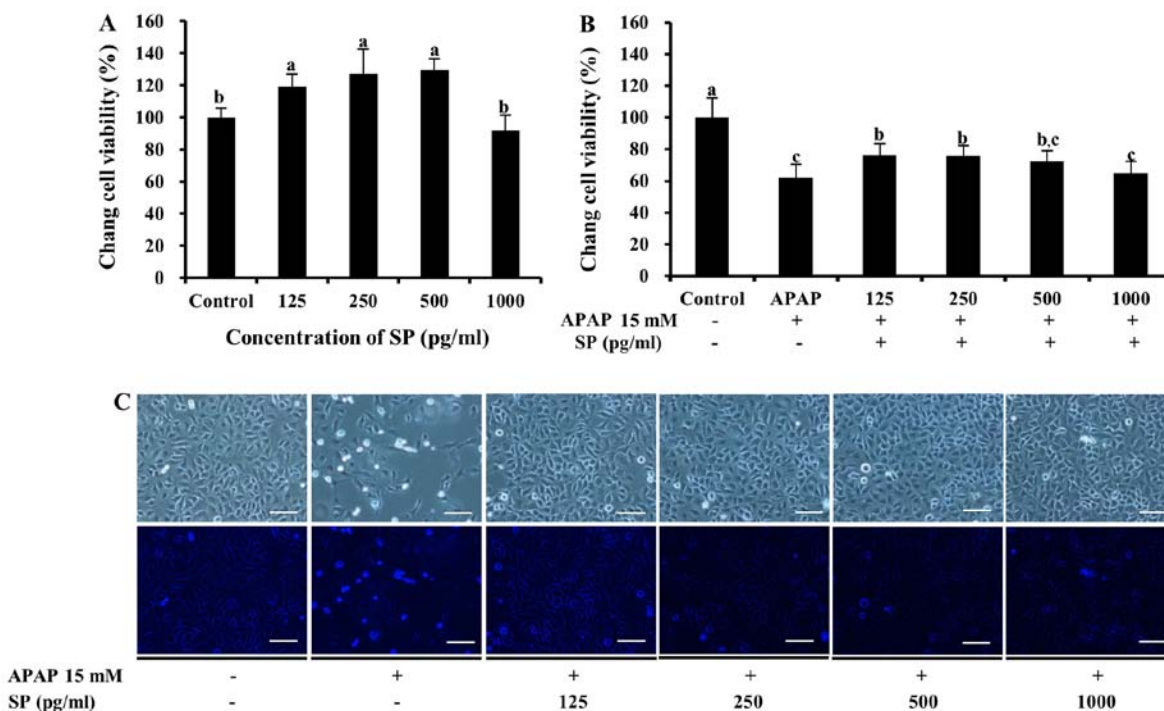 A
160
140
120
100
80
60
40
20
0
Chang cell viability (%)
b
a
a
a
b
Control 125 250 500 1000
Concentration of SP (pg/ml)
B
160
140
120
100
80
60
40
20
0
Chang cell viability (%)
a
c
b
b
b,c
c
Control APAP 125 250 500 1000
APAP 15 mM - + + + + +
SP (pg/ml) - - + + + +
C
APAP 15 mM - + + + + +
SP (pg/ml) - - 125 250 500 1000